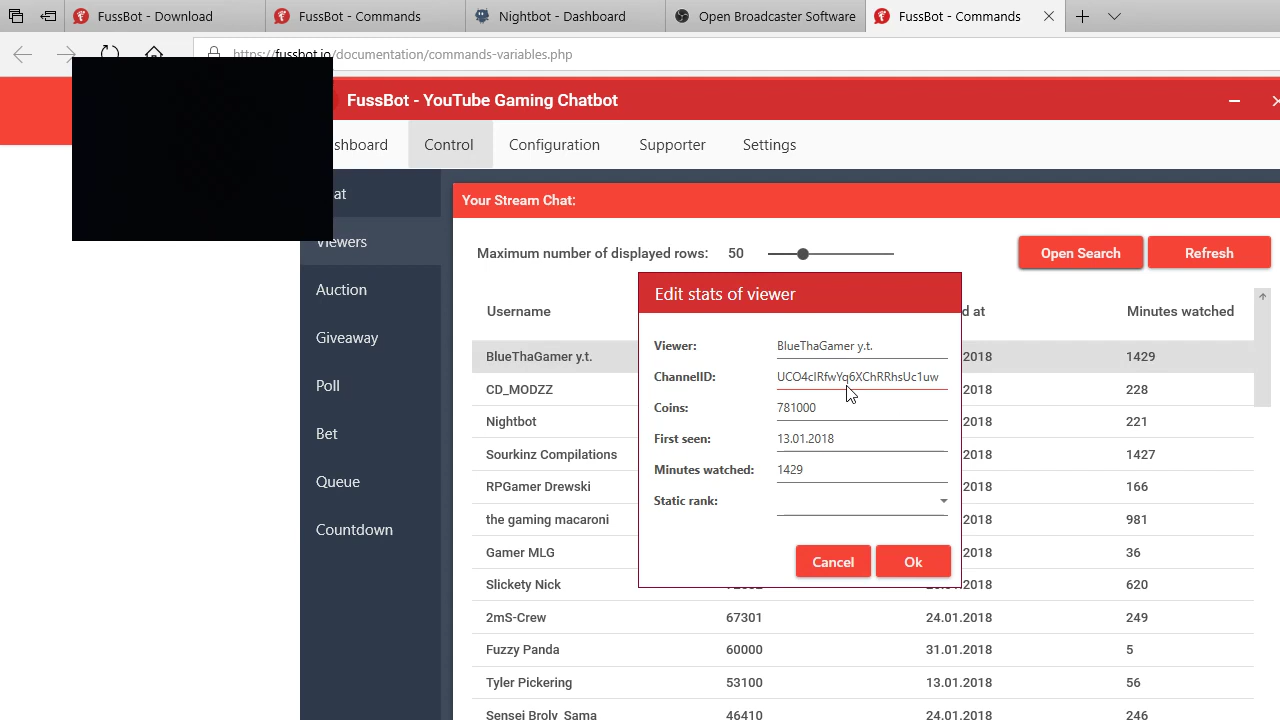 FussBot - Download
FussBot - Commands
Nightbot - Dashboard
Open Broadcaster Software
FussBot - Commands
https://fussbot.io/documentation/commands-variables.php
FussBot - YouTube Gaming Chatbot
shboard
Control
Configuration
Supporter
Settings
at
Viewers
Auction
Giveaway
Poll
Bet
Queue
Countdown
Your Stream Chat:
Maximum number of displayed rows: 50
Open Search
Refresh
Username
d at
Minutes watched
BlueThaGamer y.t. 2018 1429
CD_MODZZ 2018 228
Nightbot 2018 221
Sourkinz Compilations 2018 1427
RPGamer Drewski 2018 166
the gaming macaroni 2018 981
Gamer MLG 2018 36
Slickety Nick 2018 620
2mS-Crew 67301 24.01.2018 249
Fuzzy Panda 60000 31.01.2018 5
Tyler Pickering 53100 13.01.2018 56
Sensei Broly Sama 46410 24.01.2018 246
Edit stats of viewer
Viewer: BlueThaGamer y.t.
ChannelID:
Coins: 781000
First seen: 13.01.2018
Minutes watched: 1429
Static rank:
Cancel
Ok